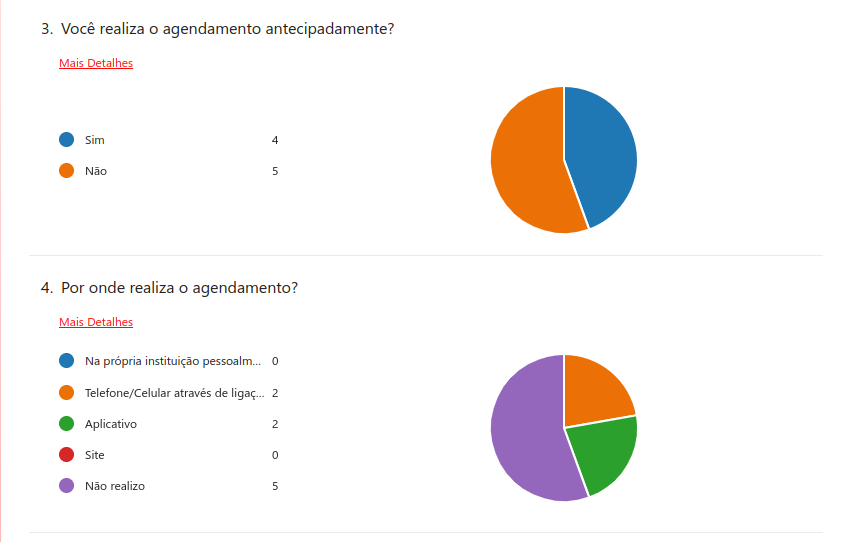 3. Você realiza o agendamento antecipadamente?
Mais Detalhes
Sim 4
Não 5
4. Por onde realiza o agendamento?
Mais Detalhes
Na própria instituição pessoalm... 0
Telefone/Celular através de ligaç... 2
Aplicativo 2
Site 0
Não realizo 5